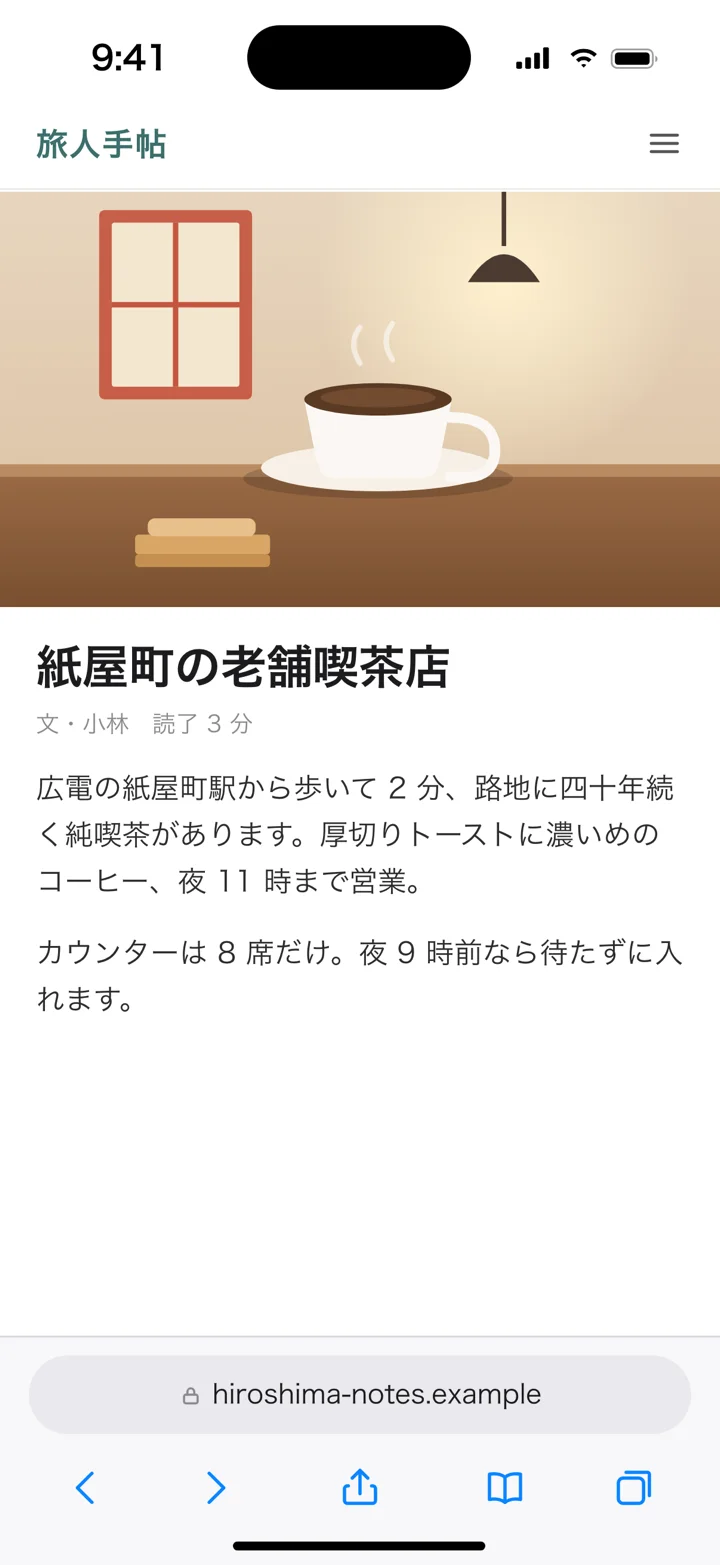 9:41
旅人手帖
紙屋町の老舗喫茶店
文・小林　読了 3 分
広電の紙屋町駅から歩いて 2 分、路地に四十年続
く純喫茶があります。厚切りトーストに濃いめの
コーヒー、夜 11 時まで営業。
カウンターは 8 席だけ。夜 9 時前なら待たずに入
れます。
hiroshima-notes.example